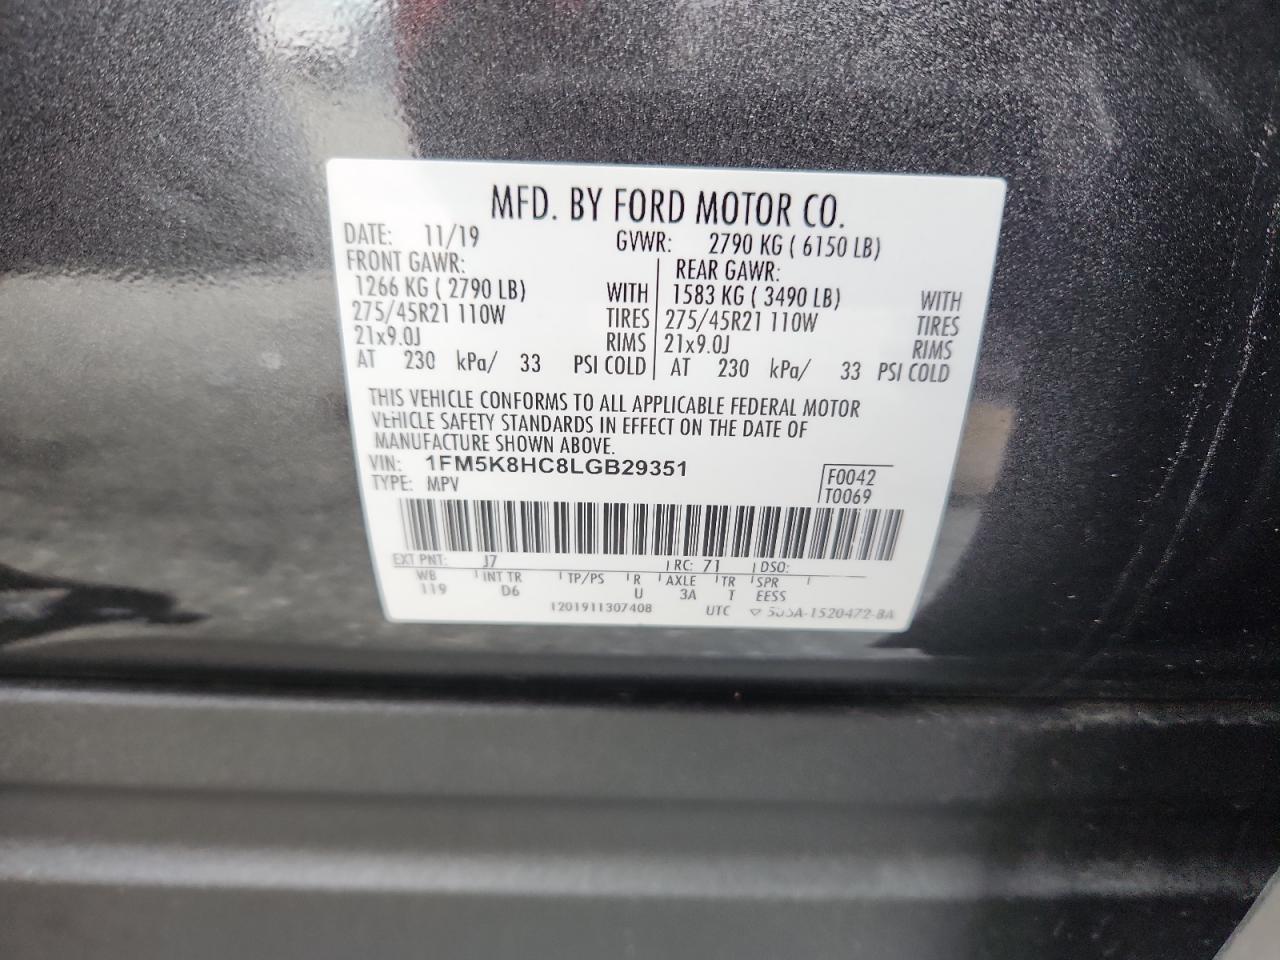 MFD. BY FORD MOTOR CO.
DATE: 11/19 GVWR: 2790 KG ( 6150 LB)
FRONT GAWR: REAR GAWR:
1266 KG ( 2790 LB) WITH 1583 KG ( 3490 LB) WITH
275/45R21 110W TIRES 275/45R21 110W TIRES
21x9.0J RIMS 21x9.0J RIMS
AT 230 kPa/ 33 PSI COLD AT 230 kPa/ 33 PSI COLD
THIS VEHICLE CONFORMS TO ALL APPLICABLE FEDERAL MOTOR
VEHICLE SAFETY STANDARDS IN EFFECT ON THE DATE OF
MANUFACTURE SHOWN ABOVE.
VIN: 1FM5K8HC8LGB29351
TYPE: MPV
F0042
T0069
EXT PNT: J7 RC: 71 DSO:
WB INT TR TP/PS R AXLE TR SPR
119 D6 U 3A T EESS
1201911307408 UTC